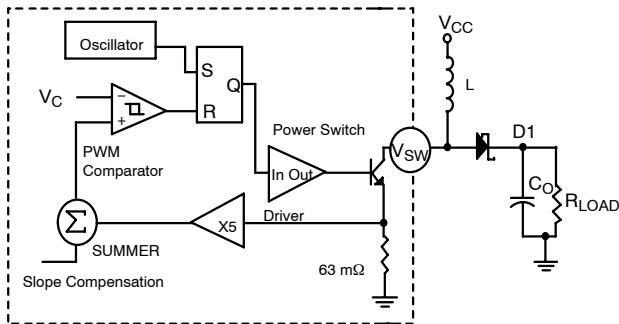 V_CC
Oscillator
S
L
Q
V_C
−
R
Power Switch
D1
+
V_SW
PWM
Comparator
In Out
C_O
R_LOAD
Driver
X5
Σ
SUMMER
63 mΩ
Slope Compensation